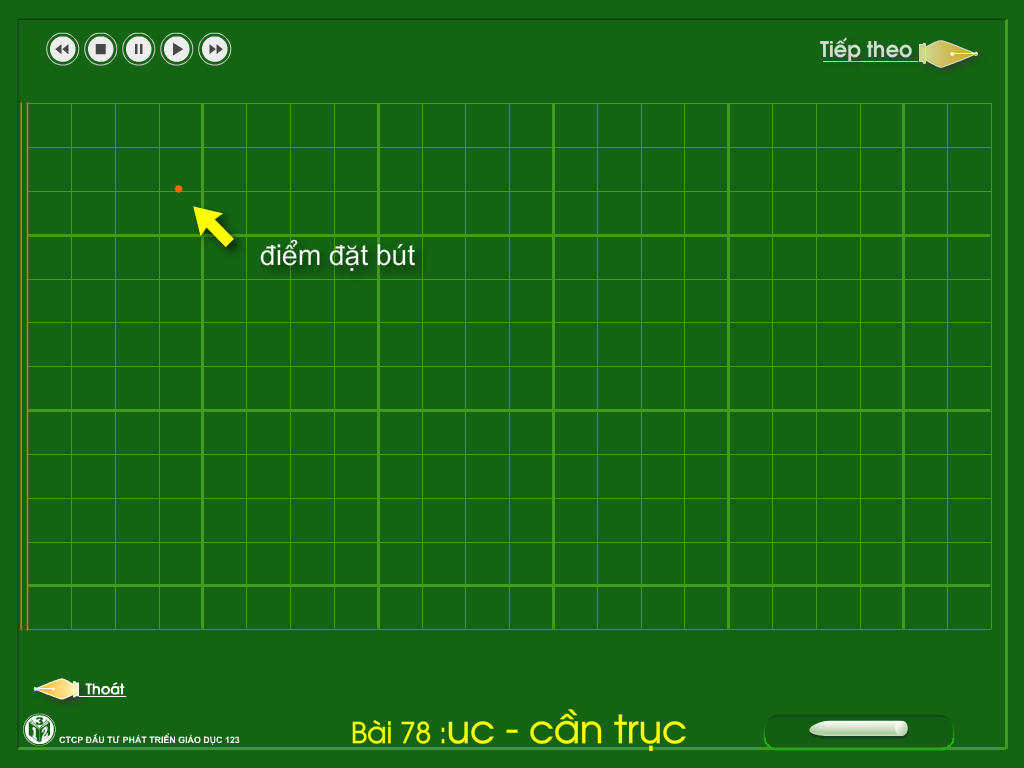 Tiếp theo
điểm đặt bút
Thoát
CTCP ĐẦU TƯ PHÁT TRIỂN GIÁO DỤC 123
Bài 78 :uc - cần trục